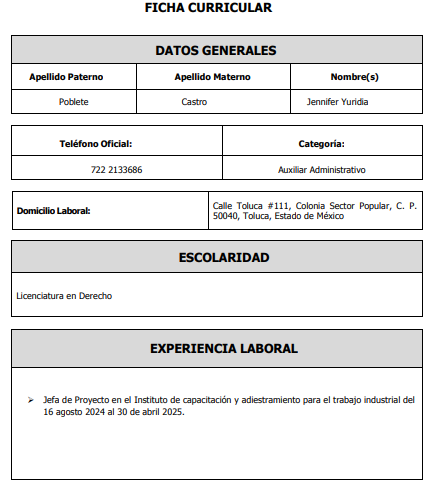 FICHA CURRICULAR
DATOS GENERALES
Apellido Paterno Apellido Materno Nombre(s)
Poblete Castro Jennifer Yuridia
Teléfono Oficial: Categoría:
722 2133686 Auxiliar Administrativo
Domicilio Laboral:
Calle Toluca #111, Colonia Sector Popular, C. P.
50040, Toluca, Estado de México
ESCOLARIDAD
Licenciatura en Derecho
EXPERIENCIA LABORAL
➢ Jefa de Proyecto en el Instituto de capacitación y adiestramiento para el trabajo industrial del
16 agosto 2024 al 30 de abril 2025.